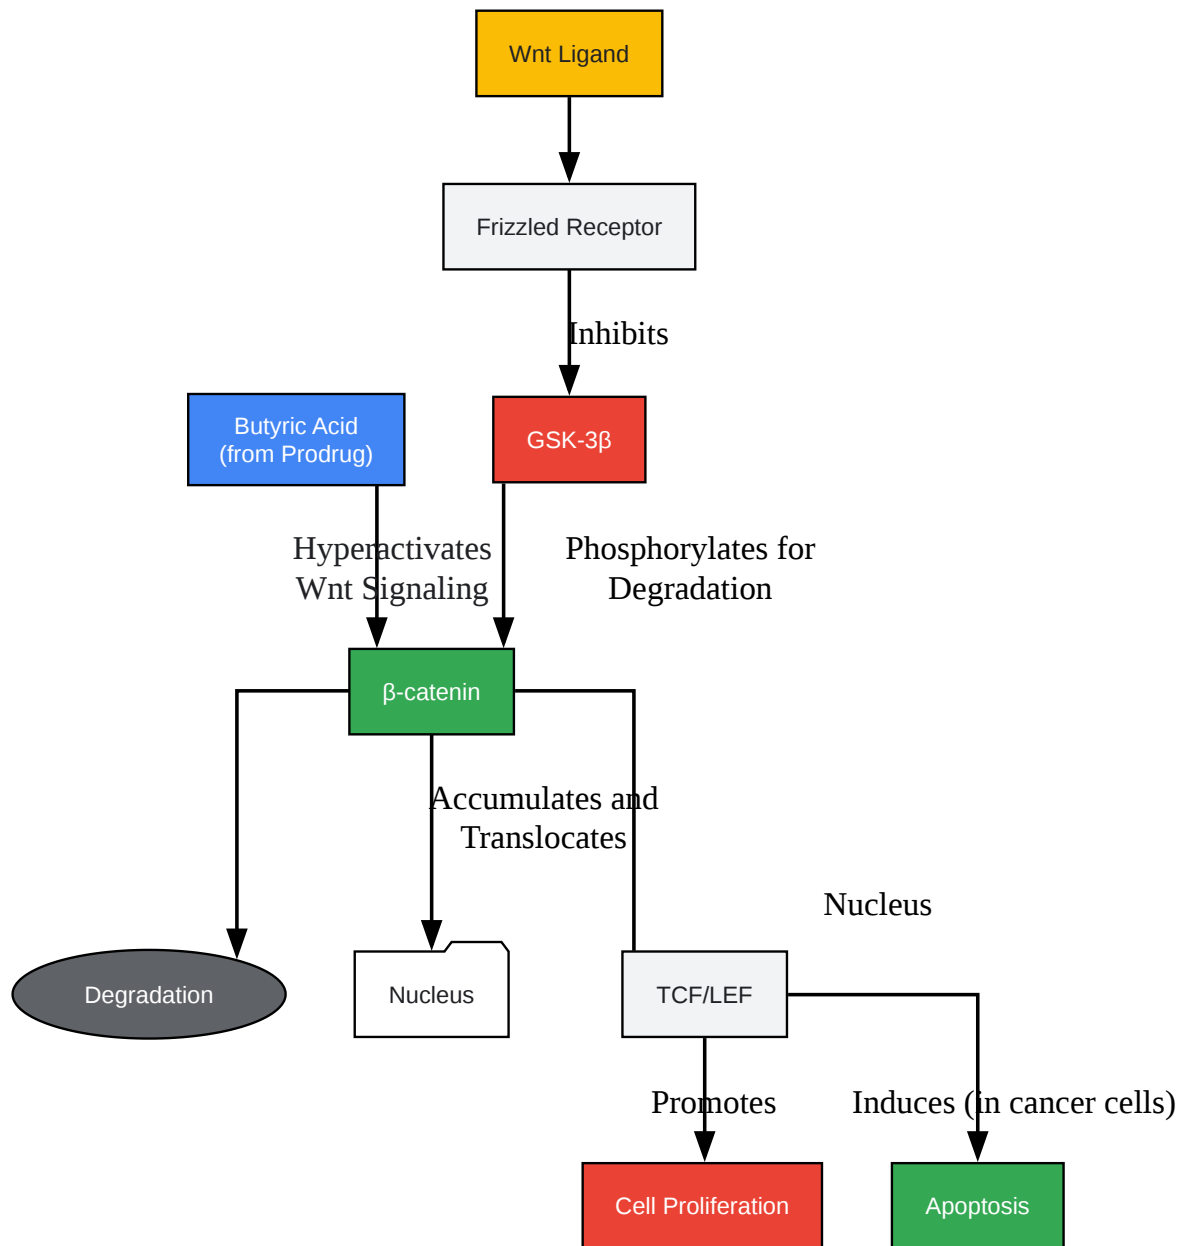 Wnt Ligand
Frizzled Receptor
Inhibits
Butyric Acid
(from Prodrug)
GSK-3β
Hyperactivates
Wnt Signaling
Phosphorylates for
Degradation
β-catenin
Accumulates and
Translocates
Nucleus
Degradation
Nucleus
TCF/LEF
Promotes
Induces (in cancer cells)
Cell Proliferation
Apoptosis